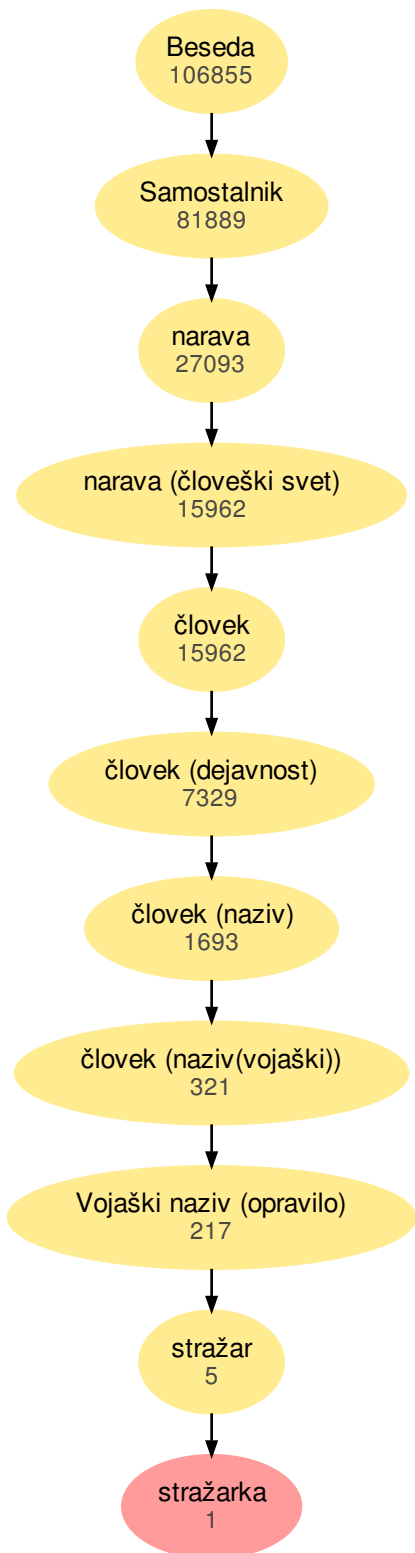 Beseda
106855
Samostalnik
81889
narava
27093
narava (človeški svet)
15962
človek
15962
človek (dejavnost)
7329
človek (naziv)
1693
človek (naziv(vojaški))
321
Vojaški naziv (opravilo)
217
stražar
5
stražarka
1